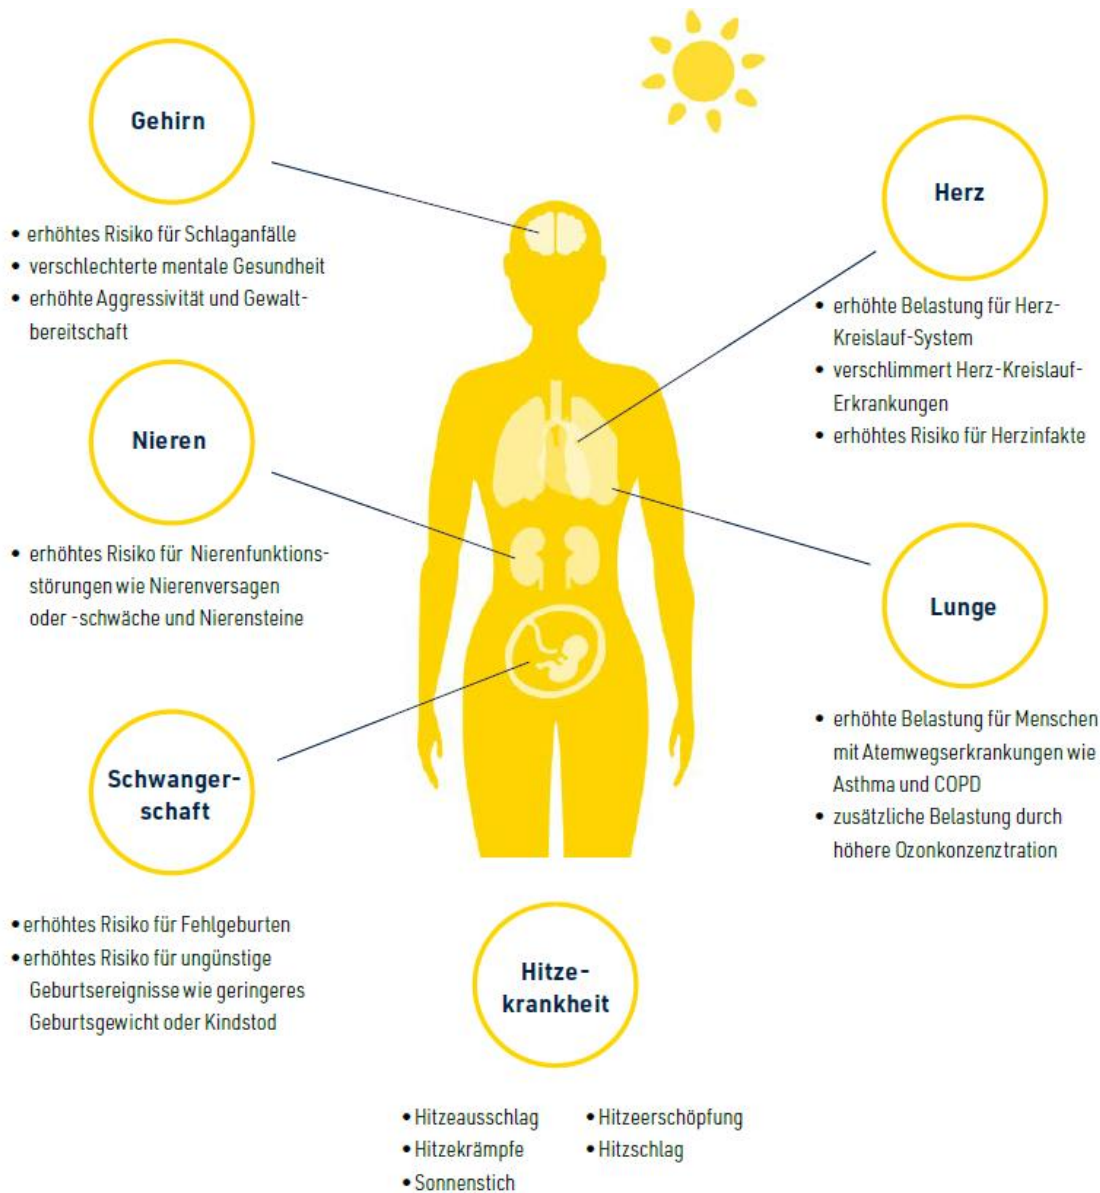 Gehirn
• erhöhtes Risiko für Schlaganfälle
• verschlechterte mentale Gesundheit
• erhöhte Aggressivität und Gewalt-
bereitschaft
Nieren
• erhöhtes Risiko für Nierenfunktions-
störungen wie Nierenversagen
oder -schwäche und Nierensteine
Schwanger-
schaft
• erhöhtes Risiko für Fehlgeburten
• erhöhtes Risiko für ungünstige
Geburtsereignisse wie geringeres
Geburtsgewicht oder Kindstod
Herz
• erhöhte Belastung für Herz-
Kreislauf-System
• verschlimmert Herz-Kreislauf-
Erkrankungen
• erhöhtes Risiko für Herzinfakte
Lunge
• erhöhte Belastung für Menschen
mit Atemwegserkrankungen wie
Asthma und COPD
• zusätzliche Belastung durch
höhere Ozonkonzenztration
Hitze-
krankheit
• Hitzeausschlag
• Hitzekrämpfe
• Sonnenstich
• Hitzeerschöpfung
• Hitzschlag